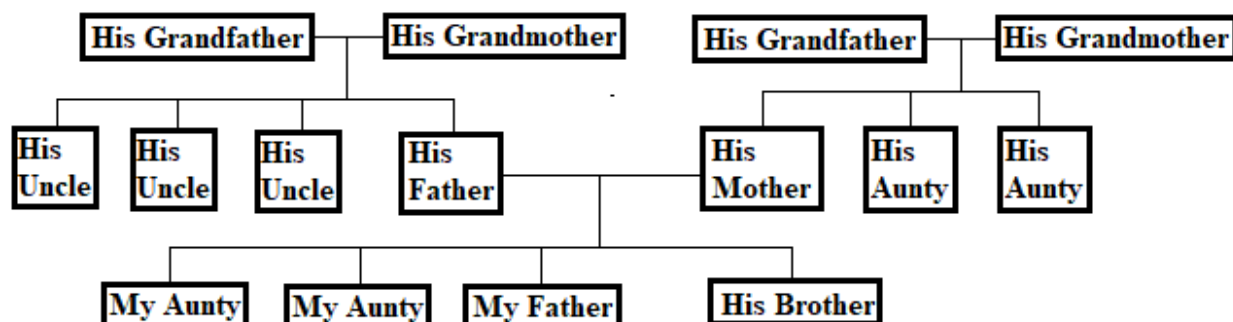 His Grandfather
His Grandmother
His Grandfather
His Grandmother
His
Uncle
His
Uncle
His
Uncle
His
Father
His
Mother
His
Aunty
His
Aunty
My Aunty
My Aunty
My Father
His Brother